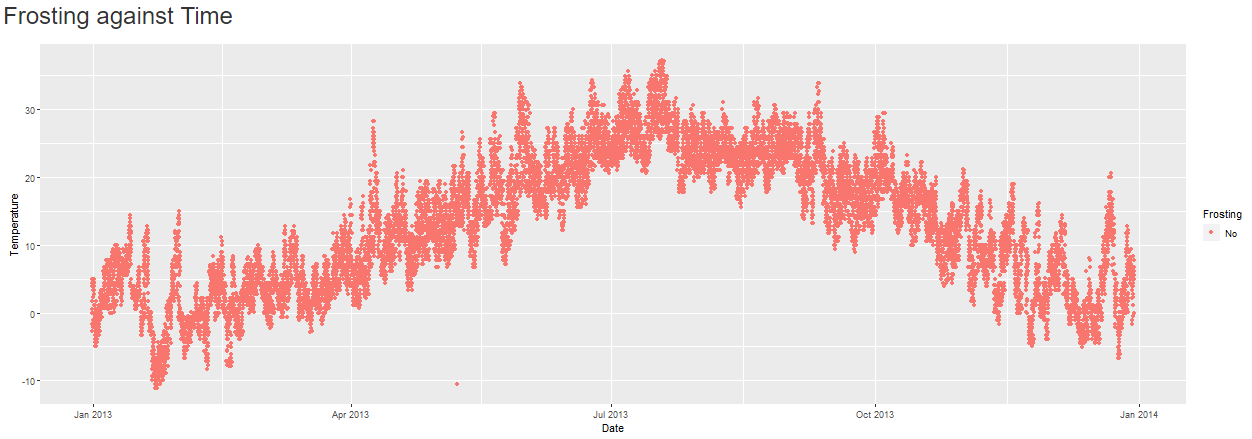 Frosting against Time
Temperature
30
20
10
0
-10
Jan 2013
Apr 2013
Jul 2013
Oct 2013
Jan 2014
Date
Frosting
No